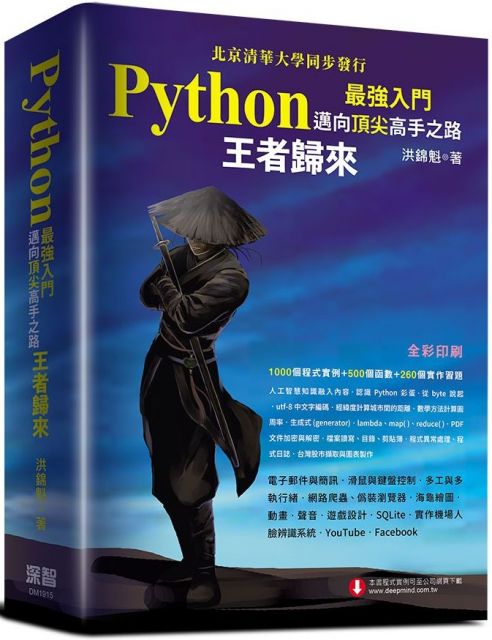 北京清華大學同步發行
Python 最強入門
邁向頂尖高手之路
王者歸來
洪錦魁◎著
全彩印刷
1000個程式實例+500個函數+260個實作習題
人工智慧知識融入內容．認識 Python 彩蛋．從 byte 說起
．utf-8 中文字編碼．經緯度計算城市間的距離．數學方法計算圓
周率．生成式 (generator)．lambda、map( )、reduce( )．PDF
文件加密與解密．檔案讀寫、目錄、剪貼簿．程式異常處理、程
式日誌．台灣股市擷取與圖表製作
電子郵件與簡訊．滑鼠與鍵盤控制．多工與多
執行緒．網路爬蟲、偽裝瀏覽器．海龜繪圖．
動畫．聲音．遊戲設計．SQLite．實作機場人
臉辨識系統．YouTube．Facebook
本書程式實例可至公司網頁下載
www.deepmind.com.tw
Python 最強入門
邁向頂尖高手之路
王者歸來
洪錦魁◎著
深智
DM1915